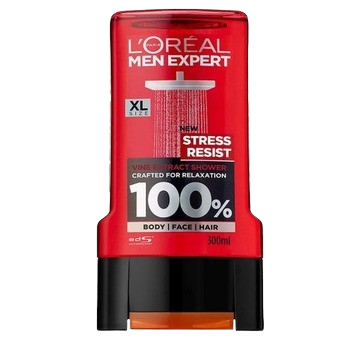 L'ORÉAL
MEN EXPERT
XL
SIZE
NEW
STRESS
RESIST
VINE EXTRACT SHOWER
CRAFTED FOR RELAXATION
100%
BODY | FACE | HAIR
300ml